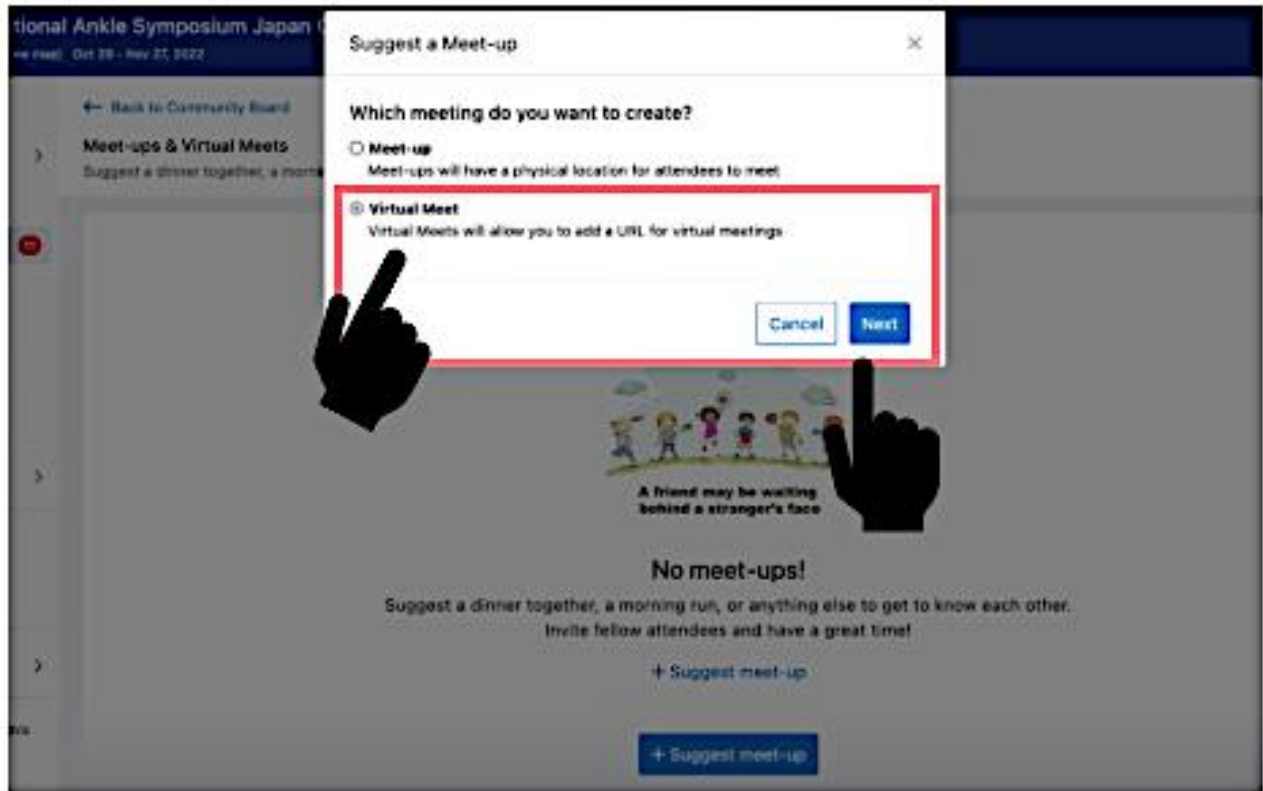 tional Ankle Symposium Japan
Oct 28 - Nov 27, 2022
Suggest a Meet-up
← Back to Community Board
Meet-ups & Virtual Meets
Suggest a dinner together, a morn
Which meeting do you want to create?
Meet-up
Meet-ups will have a physical location for attendees to meet
Virtual Meet
Virtual Meets will allow you to add a URL for virtual meetings
Cancel
Next
A friend may be waiting
behind a stranger's face
No meet-ups!
Suggest a dinner together, a morning run, or anything else to get to know each other.
Invite fellow attendees and have a great time!
+ Suggest meet-up
+ Suggest meet-up